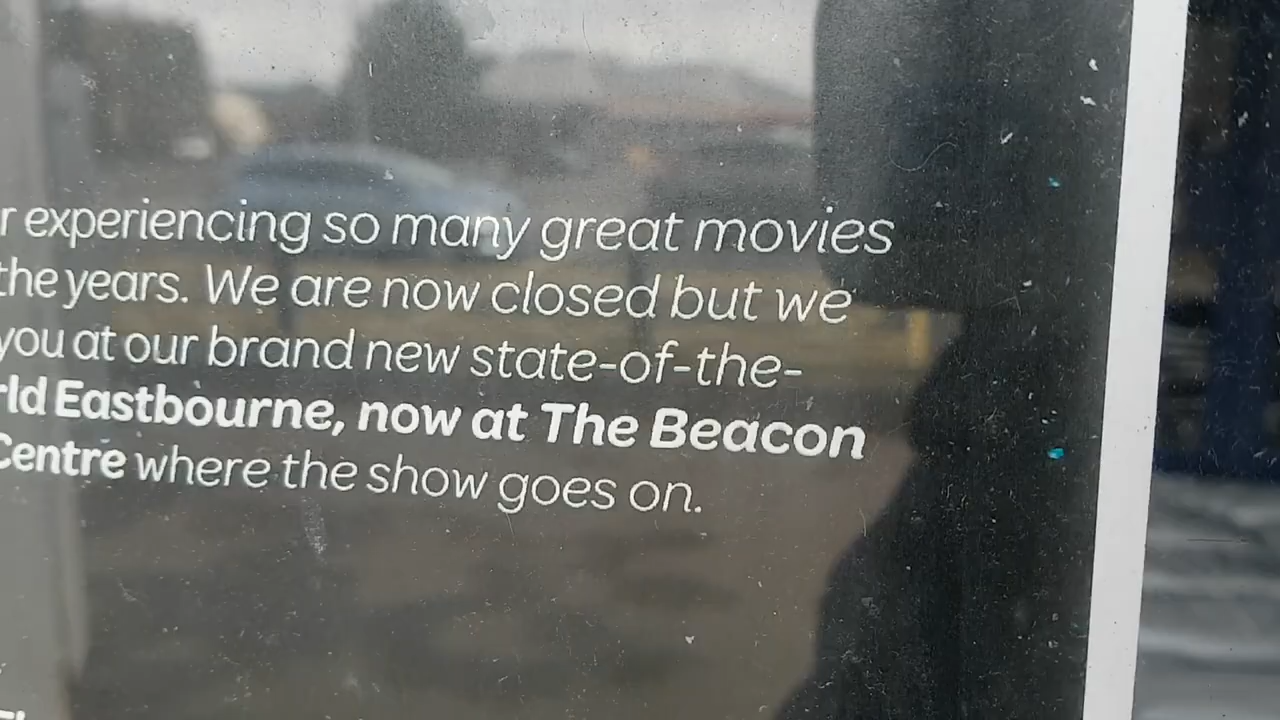 r experiencing so many great movies
the years. We are now closed but we
you at our brand new state-of-the-
rld Eastbourne, now at The Beacon
Centre where the show goes on.